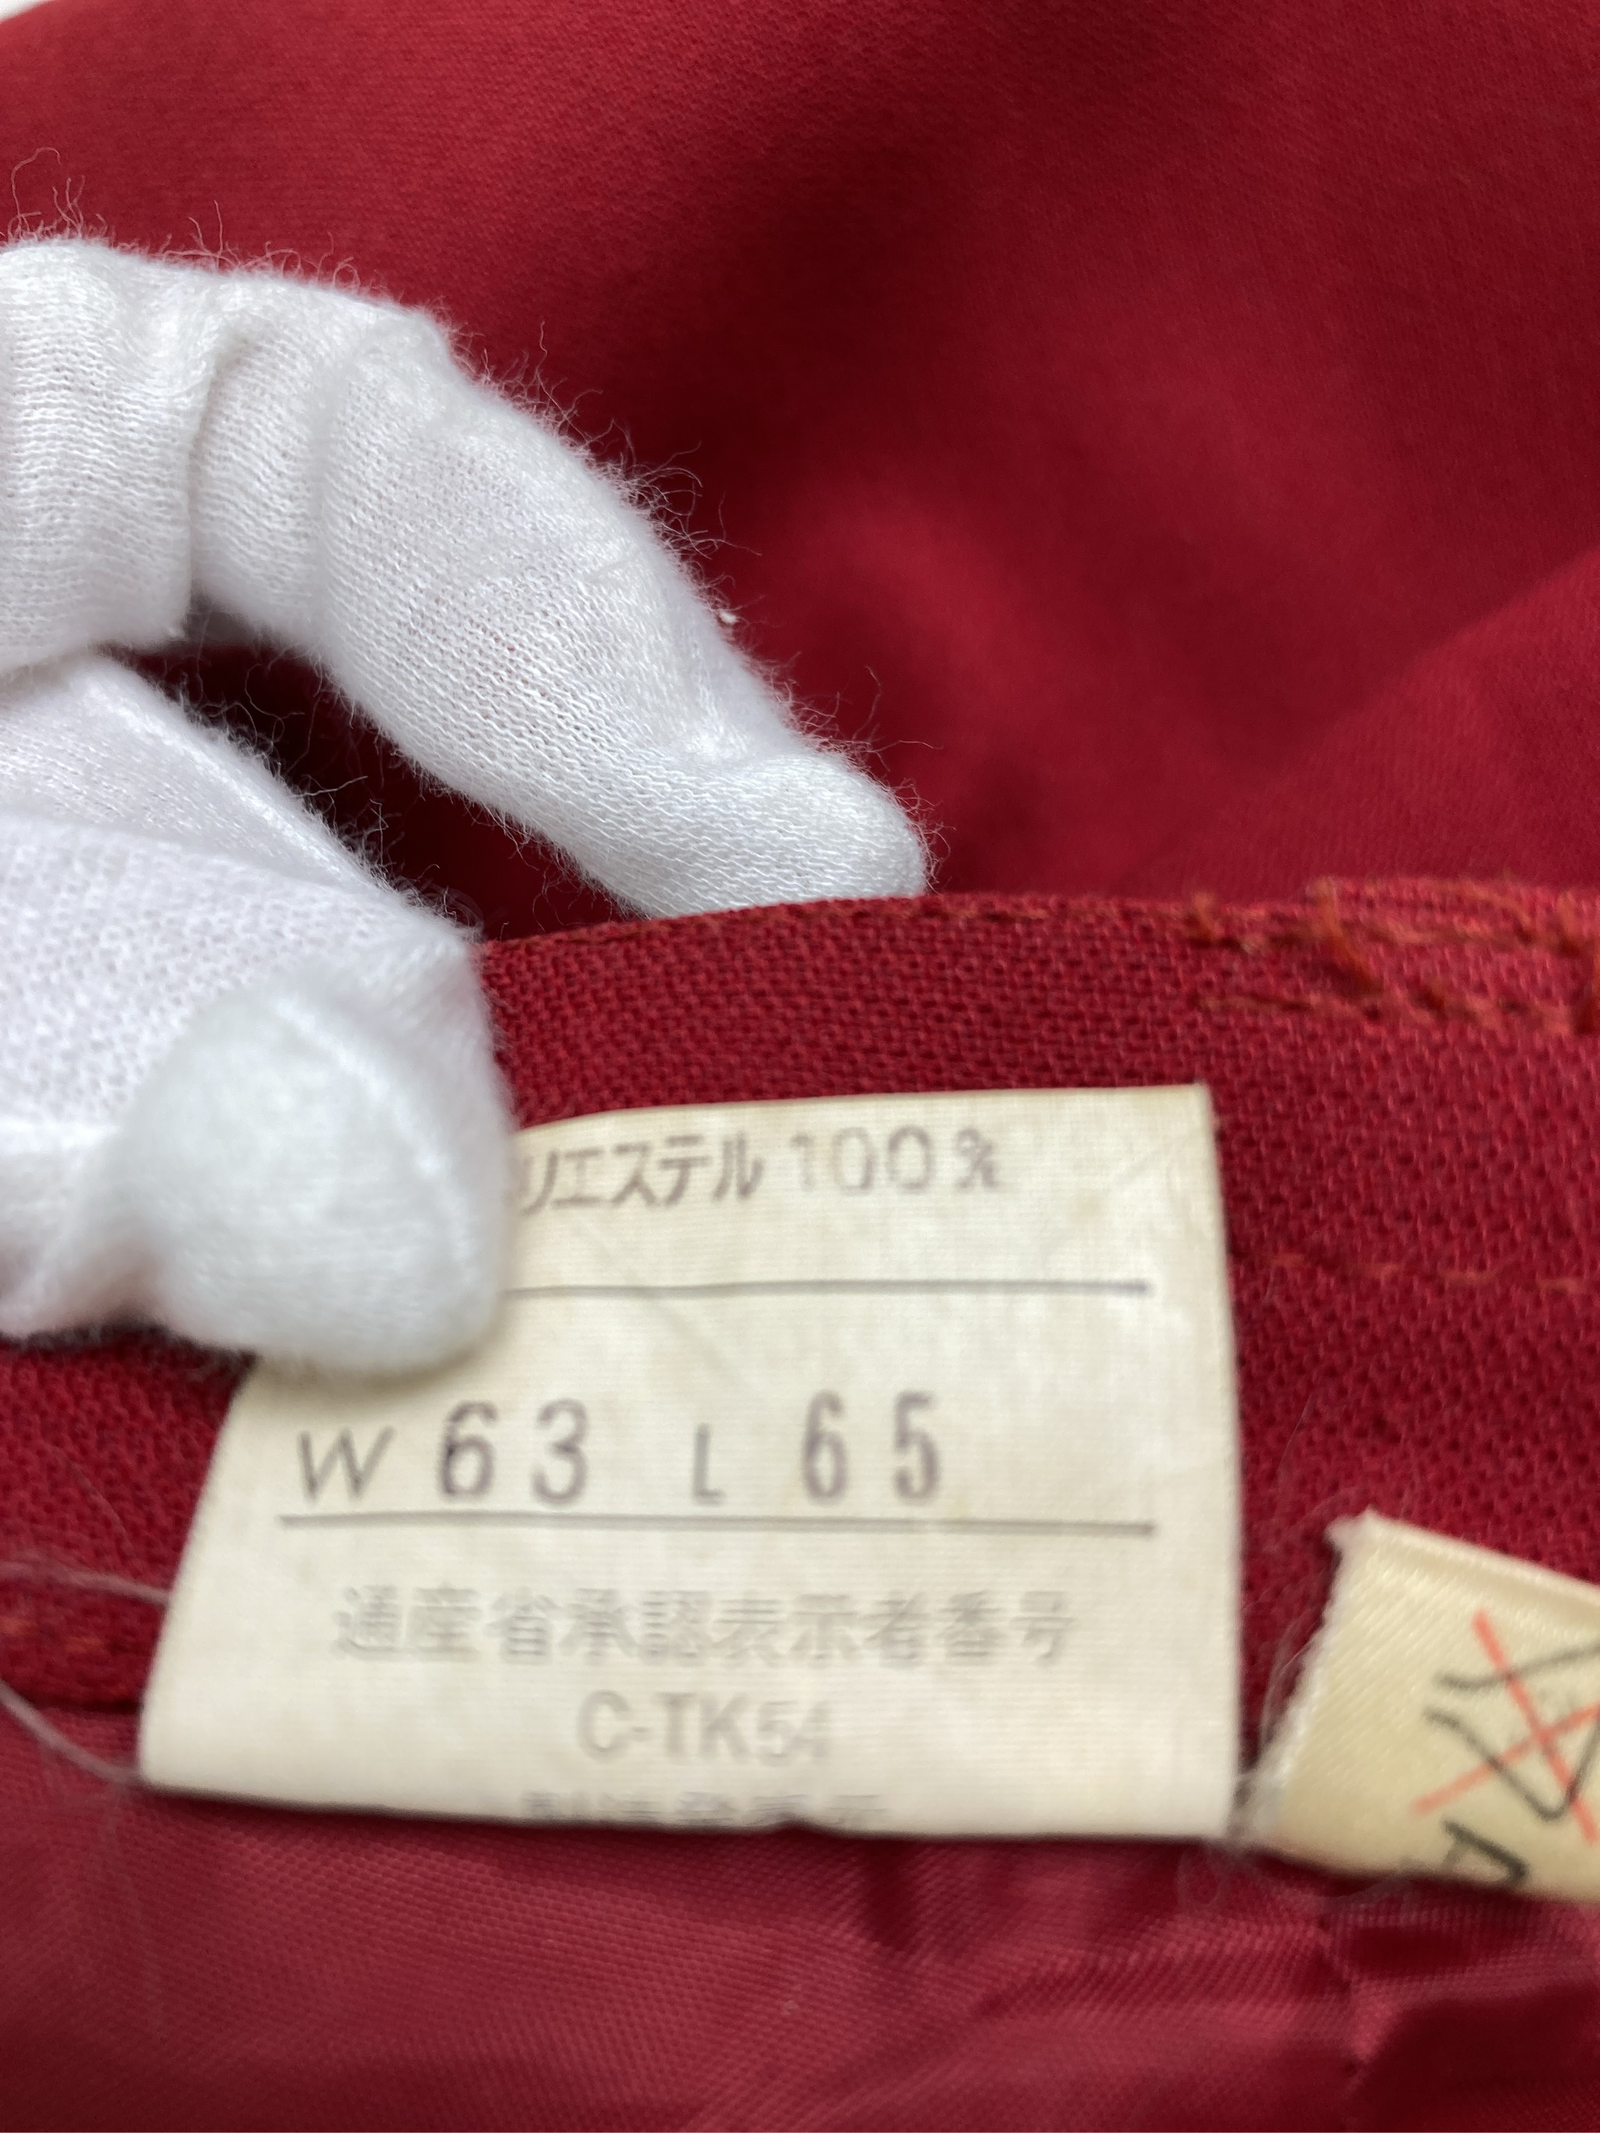 リエステル 100%
W 63 L 65
通産省承認表示者番号
C-TK54
A